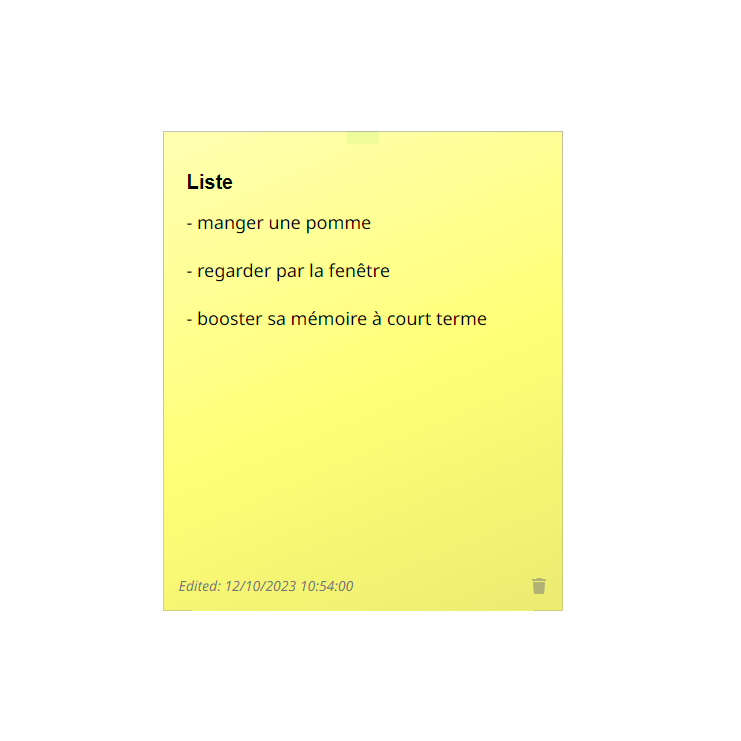 Liste
- manger une pomme
- regarder par la fenêtre
- booster sa mémoire à court terme
Edited: 12/10/2023 10:54:00